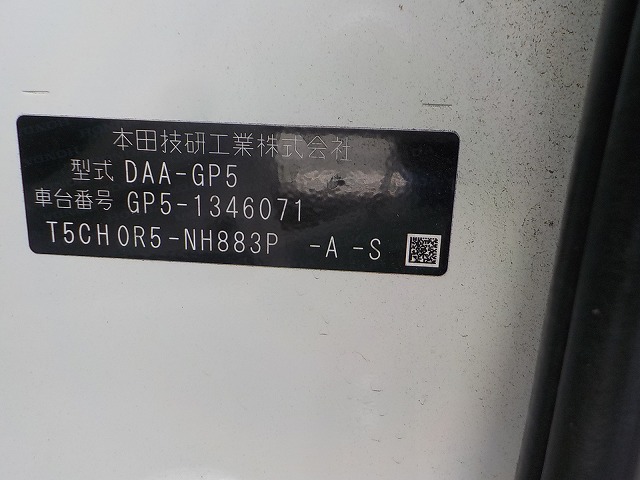 本田技研工業株式会社
型式 DAA-GP5
車台番号 GP5-1346071
T5CH0R5-NH883P -A -S